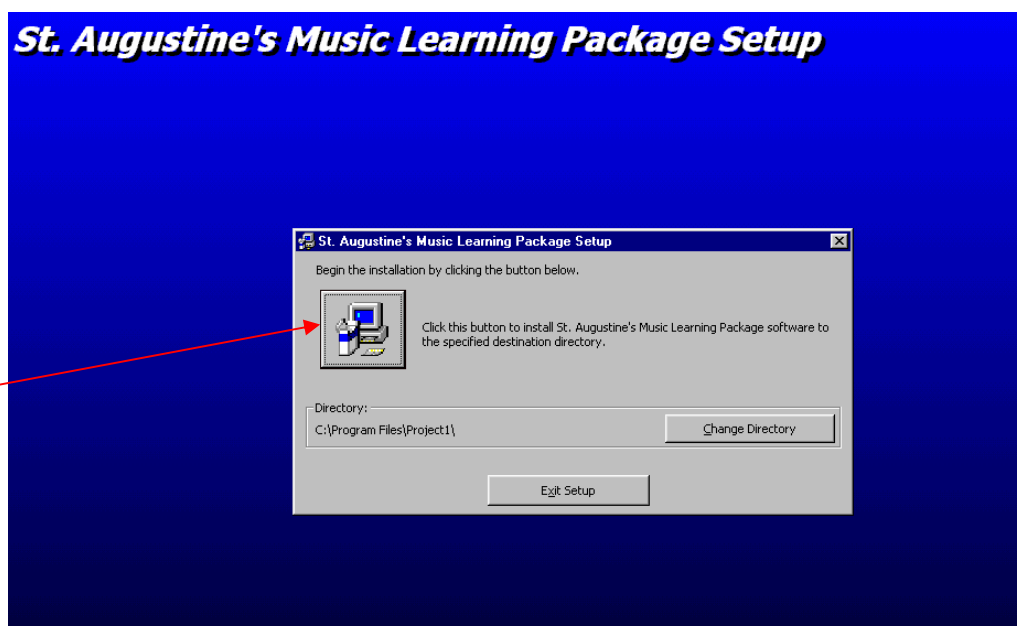 St. Augustine's Music Learning Package Setup
St. Augustine's Music Learning Package Setup
Begin the installation by clicking the button below.
Click this button to install St. Augustine's Music Learning Package software to
the specified destination directory.
Directory:
C:\Program Files\Project1\
Change Directory
Exit Setup